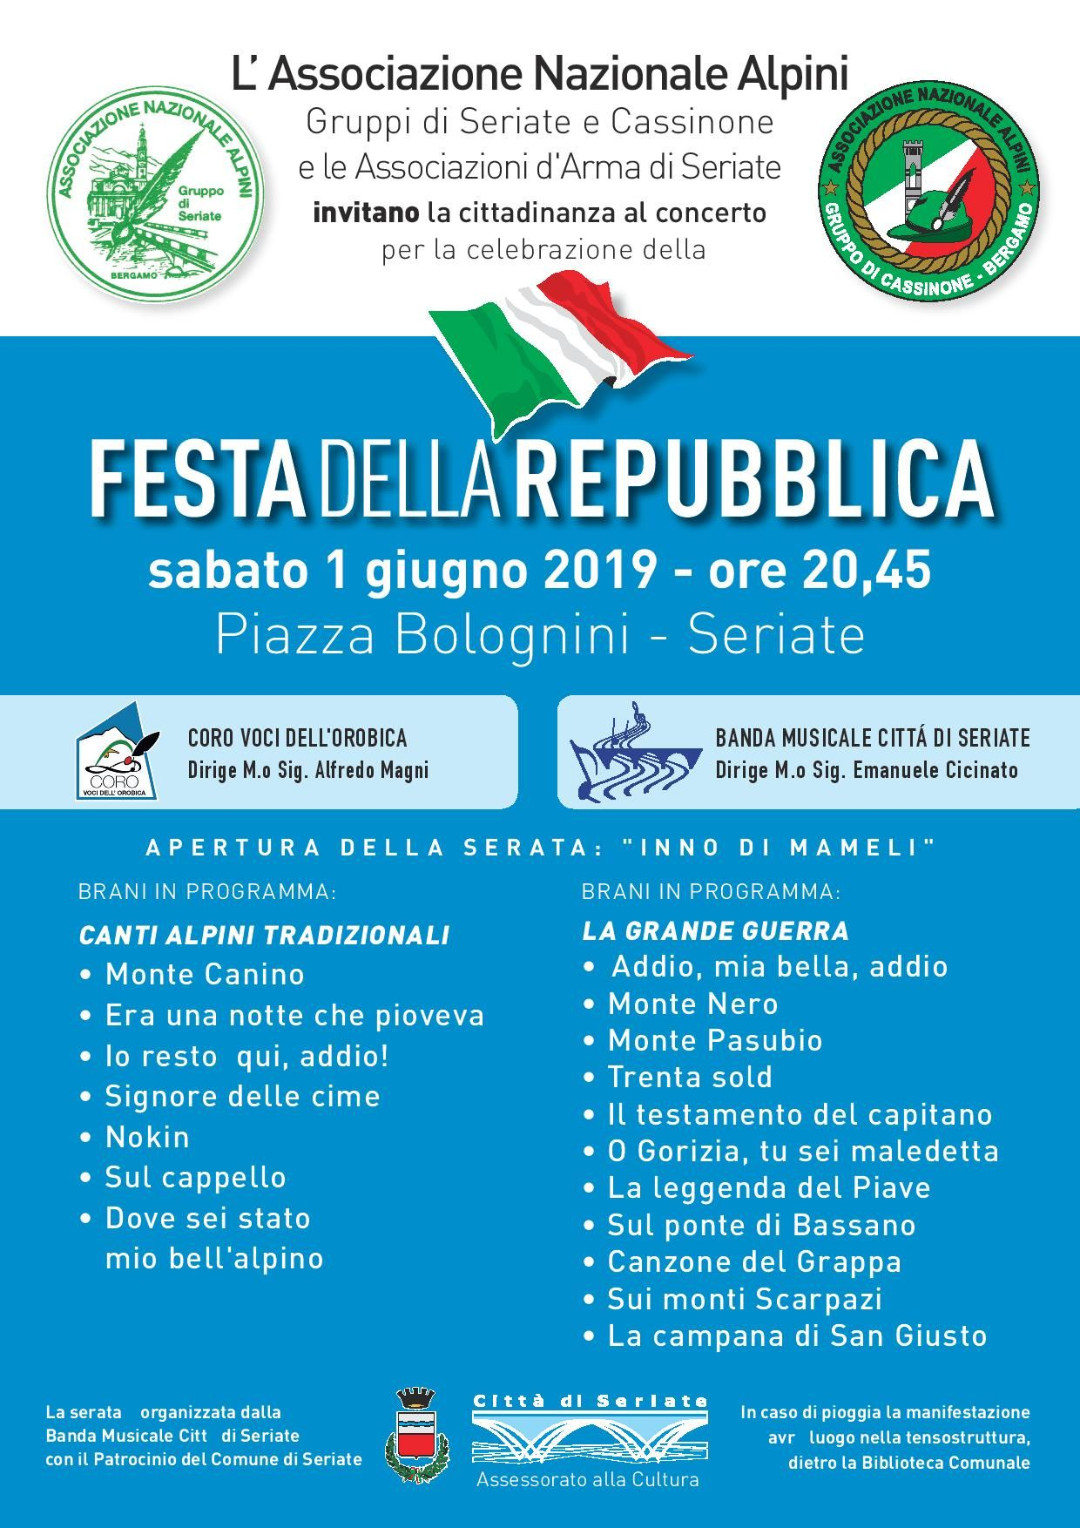 L' Associazione Nazionale Alpini
Gruppi di Seriate e Cassinone
e le Associazioni d'Arma di Seriate
invitano la cittadinanza al concerto
per la celebrazione della
ASSOCIAZIONE NAZIONALE ALPINI
Gruppo
di
Seriate
BERGAMO
ASSOCIAZIONE NAZIONALE ALPINI
GRUPPO DI CASSINONE - BERGAMO
FESTA DELLA REPUBBLICA
sabato 1 giugno 2019 - ore 20,45
Piazza Bolognini - Seriate
CORO
VOCI DELL' OROBICA
CORO VOCI DELL'OROBICA
Dirige M.o Sig. Alfredo Magni
BANDA MUSICALE CITTÁ DI SERIATE
Dirige M.o Sig. Emanuele Cicinato
APERTURA DELLA SERATA: "INNO DI MAMELI"
BRANI IN PROGRAMMA:
CANTI ALPINI TRADIZIONALI
• Monte Canino
• Era una notte che pioveva
• Io resto qui, addio!
• Signore delle cime
• Nokin
• Sul cappello
• Dove sei stato
mio bell'alpino
BRANI IN PROGRAMMA:
LA GRANDE GUERRA
• Addio, mia bella, addio
• Monte Nero
• Monte Pasubio
• Trenta sold
• Il testamento del capitano
• O Gorizia, tu sei maledetta
• La leggenda del Piave
• Sul ponte di Bassano
• Canzone del Grappa
• Sui monti Scarpazi
• La campana di San Giusto
La serata organizzata dalla
Banda Musicale Citt di Seriate
con il Patrocinio del Comune di Seriate
Città di Seriate
Assessorato alla Cultura
In caso di pioggia la manifestazione
avr luogo nella tensostruttura,
dietro la Biblioteca Comunale